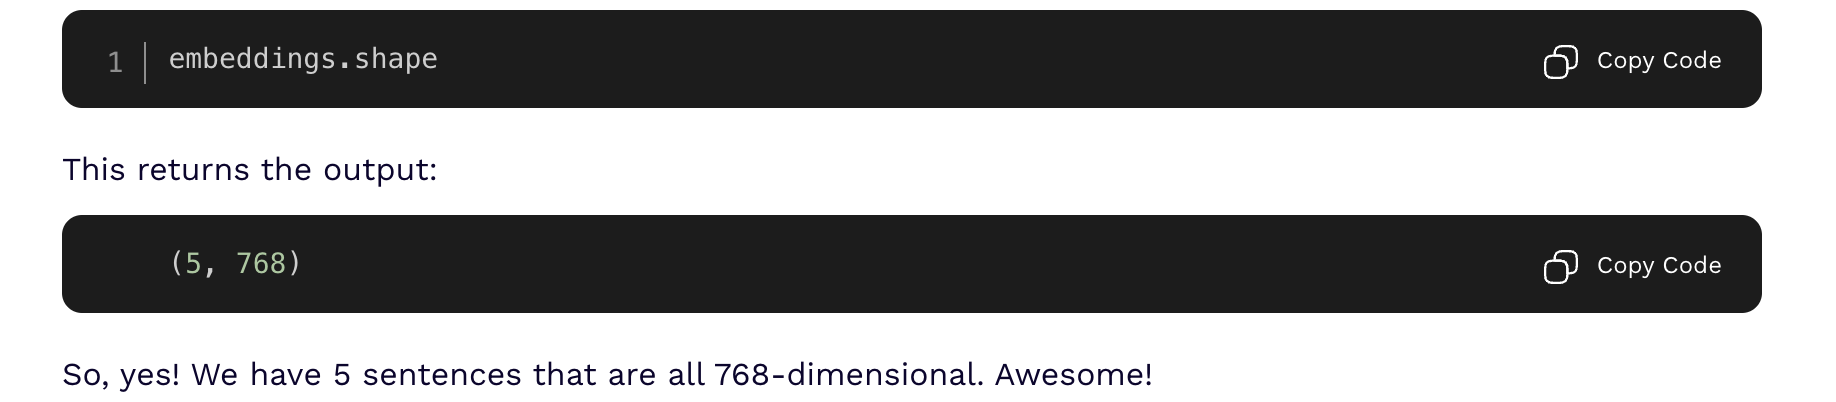 1 embeddings.shape Copy Code
This returns the output:
(5, 768) Copy Code
So, yes! We have 5 sentences that are all 768-dimensional. Awesome!